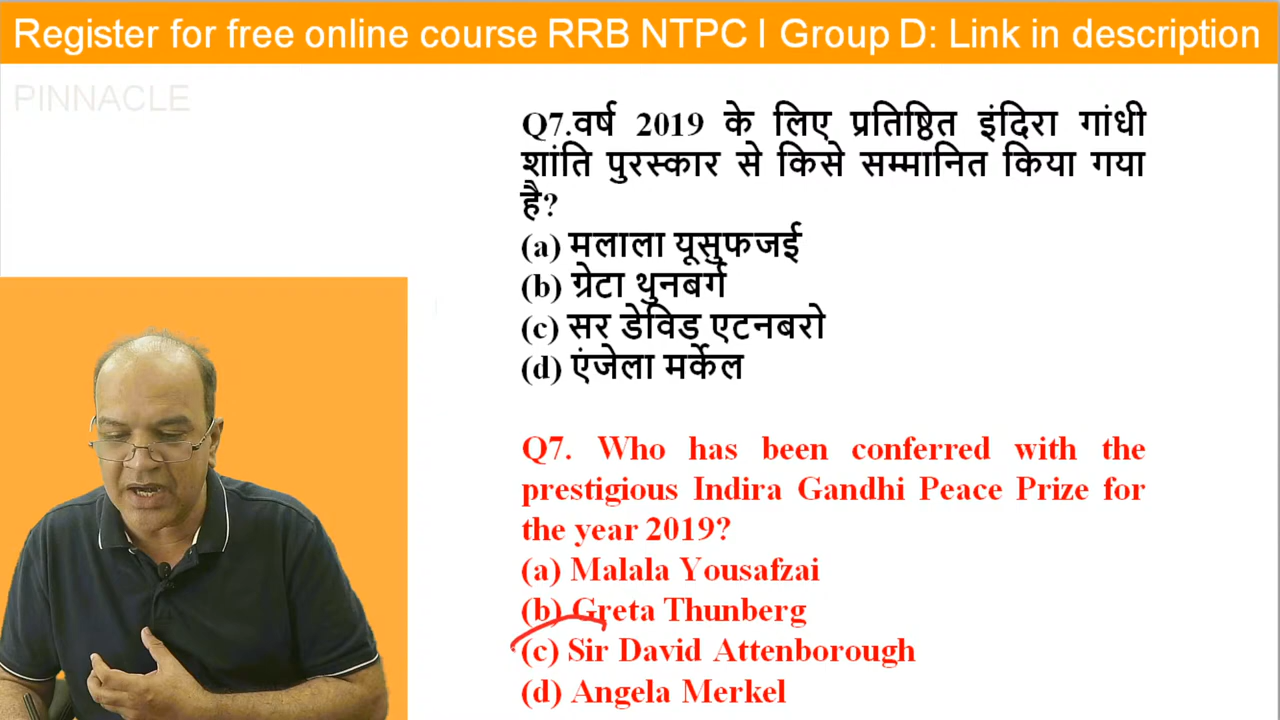 Register for free online course RRB NTPC I Group D: Link in description
PINNACLE
Q7.वर्ष 2019 के लिए प्रतिष्ठित इंदिरा गांधी
शांति पुरस्कार से किसे सम्मानित किया गया
है?
(a) मलाला यूसुफजई
(b) ग्रेटा थुनबर्ग
(c) सर डेविड एटनबरो
(d) एंजेला मर्केल
Q7. Who has been conferred with the
prestigious Indira Gandhi Peace Prize for
the year 2019?
(a) Malala Yousafzai
(b) Greta Thunberg
(c) Sir David Attenborough
(d) Angela Merkel